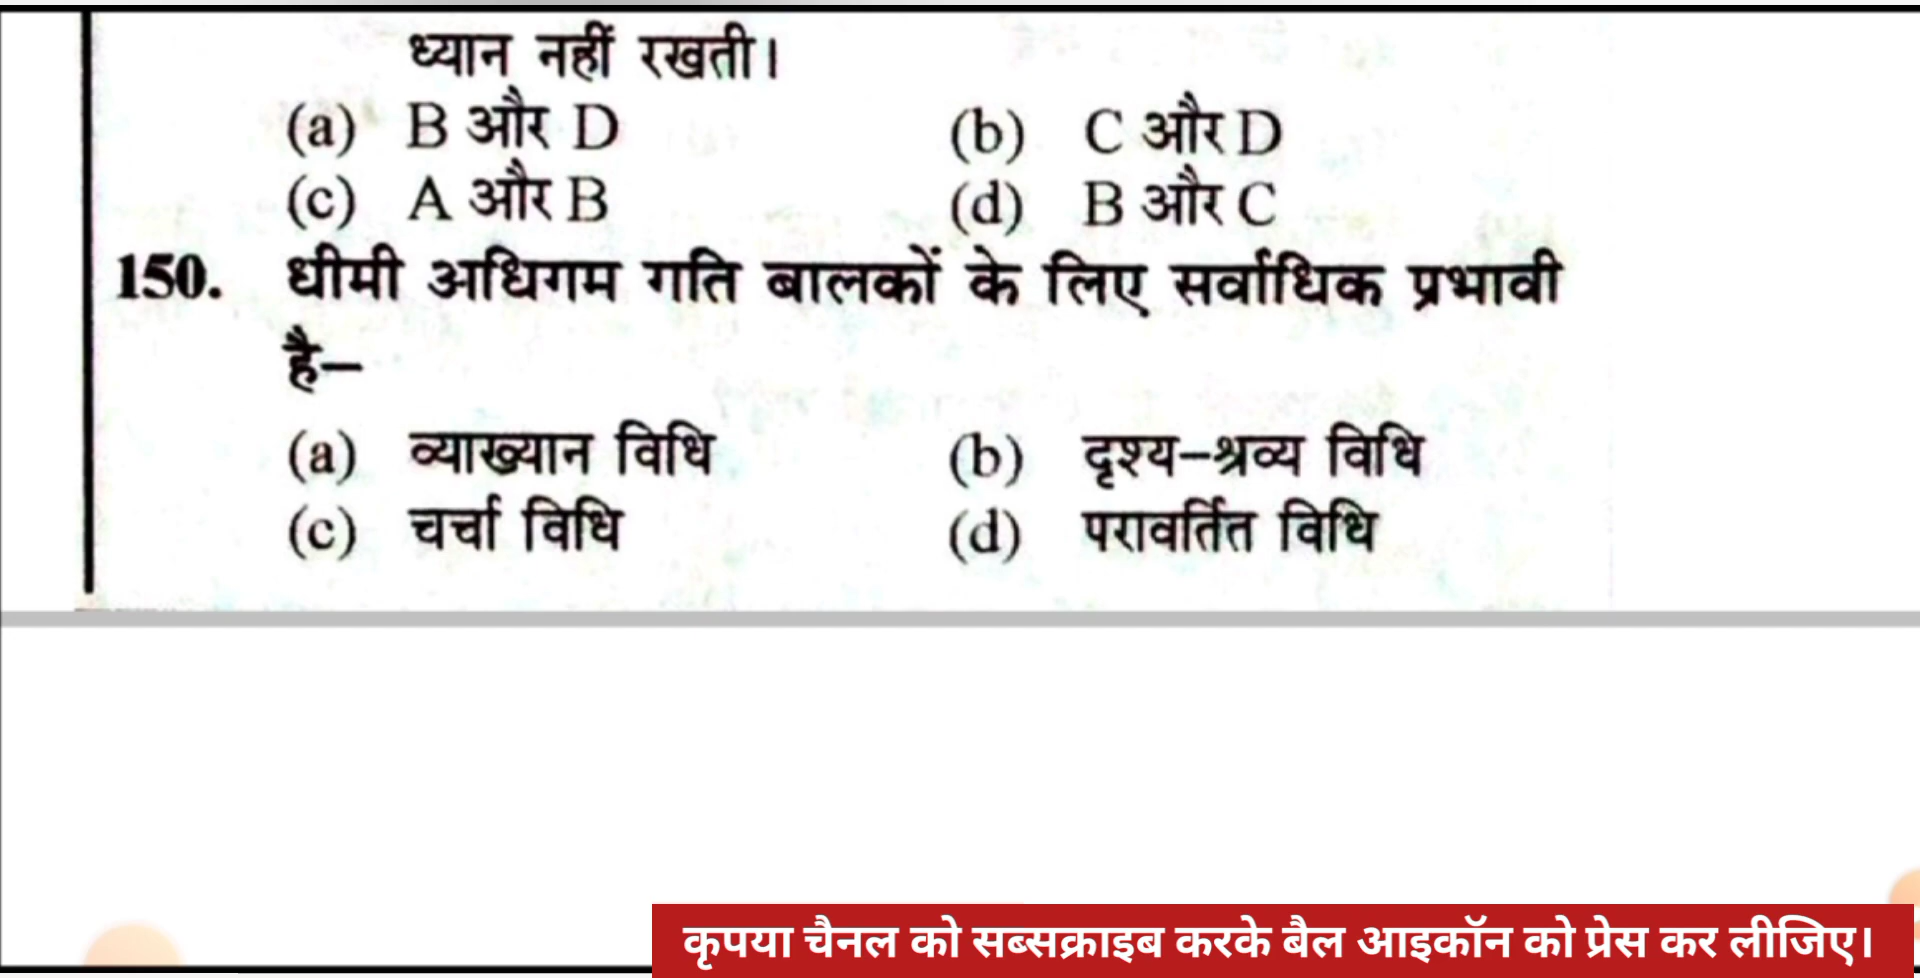 ध्यान नहीं रखती।
(a) B और D (b) C और D
(c) A और B (d) B और C
150. धीमी अधिगम गति बालकों के लिए सर्वाधिक प्रभावी
है–
(a) व्याख्यान विधि (b) दृश्य-श्रव्य विधि
(c) चर्चा विधि (d) परावर्तित विधि
कृपया चैनल को सब्सक्राइब करके बैल आइकॉन को प्रेस कर लीजिए।